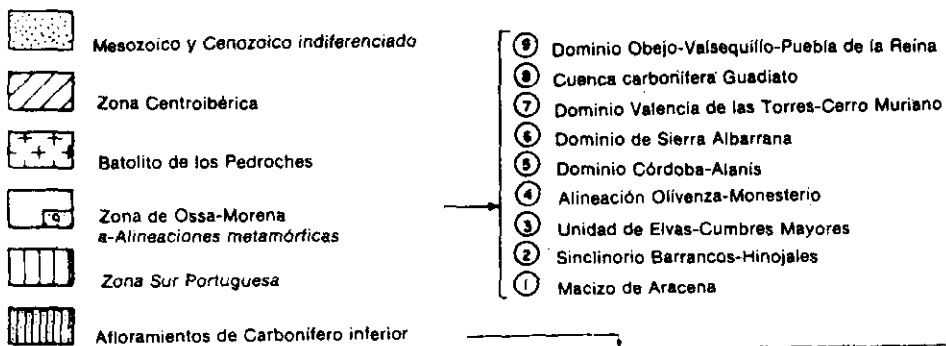 Mesozoico y Cenozoico indiferenciado
Zona Centroibérica
Batolito de los Pedroches
Zona de Ossa-Morena
a-Alineaciones metamórficas
Zona Sur Portuguesa
Afloramientos de Carbonífero inferior
9 Dominio Obejo-Valsequillo-Puebla de la Reina
8 Cuenca carbonífera Guadiato
7 Dominio Valencia de las Torres-Cerro Muriano
6 Dominio de Sierra Albarrana
5 Dominio Córdoba-Alanís
4 Alineación Olivenza-Monesterio
3 Unidad de Elvas-Cumbres Mayores
2 Sinclinorio Barrancos-Hinojales
1 Macizo de Aracena